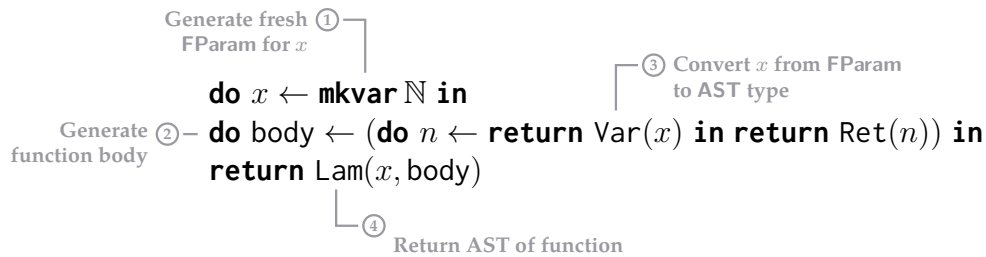 Generate fresh ①
FParam for x
③ Convert x from FParam
to AST type
do x ← mkvar ℕ in
Generate ②
function body
do body ← (do n ← return Var(x) in return Ret(n)) in
return Lam(x, body)
④
Return AST of function